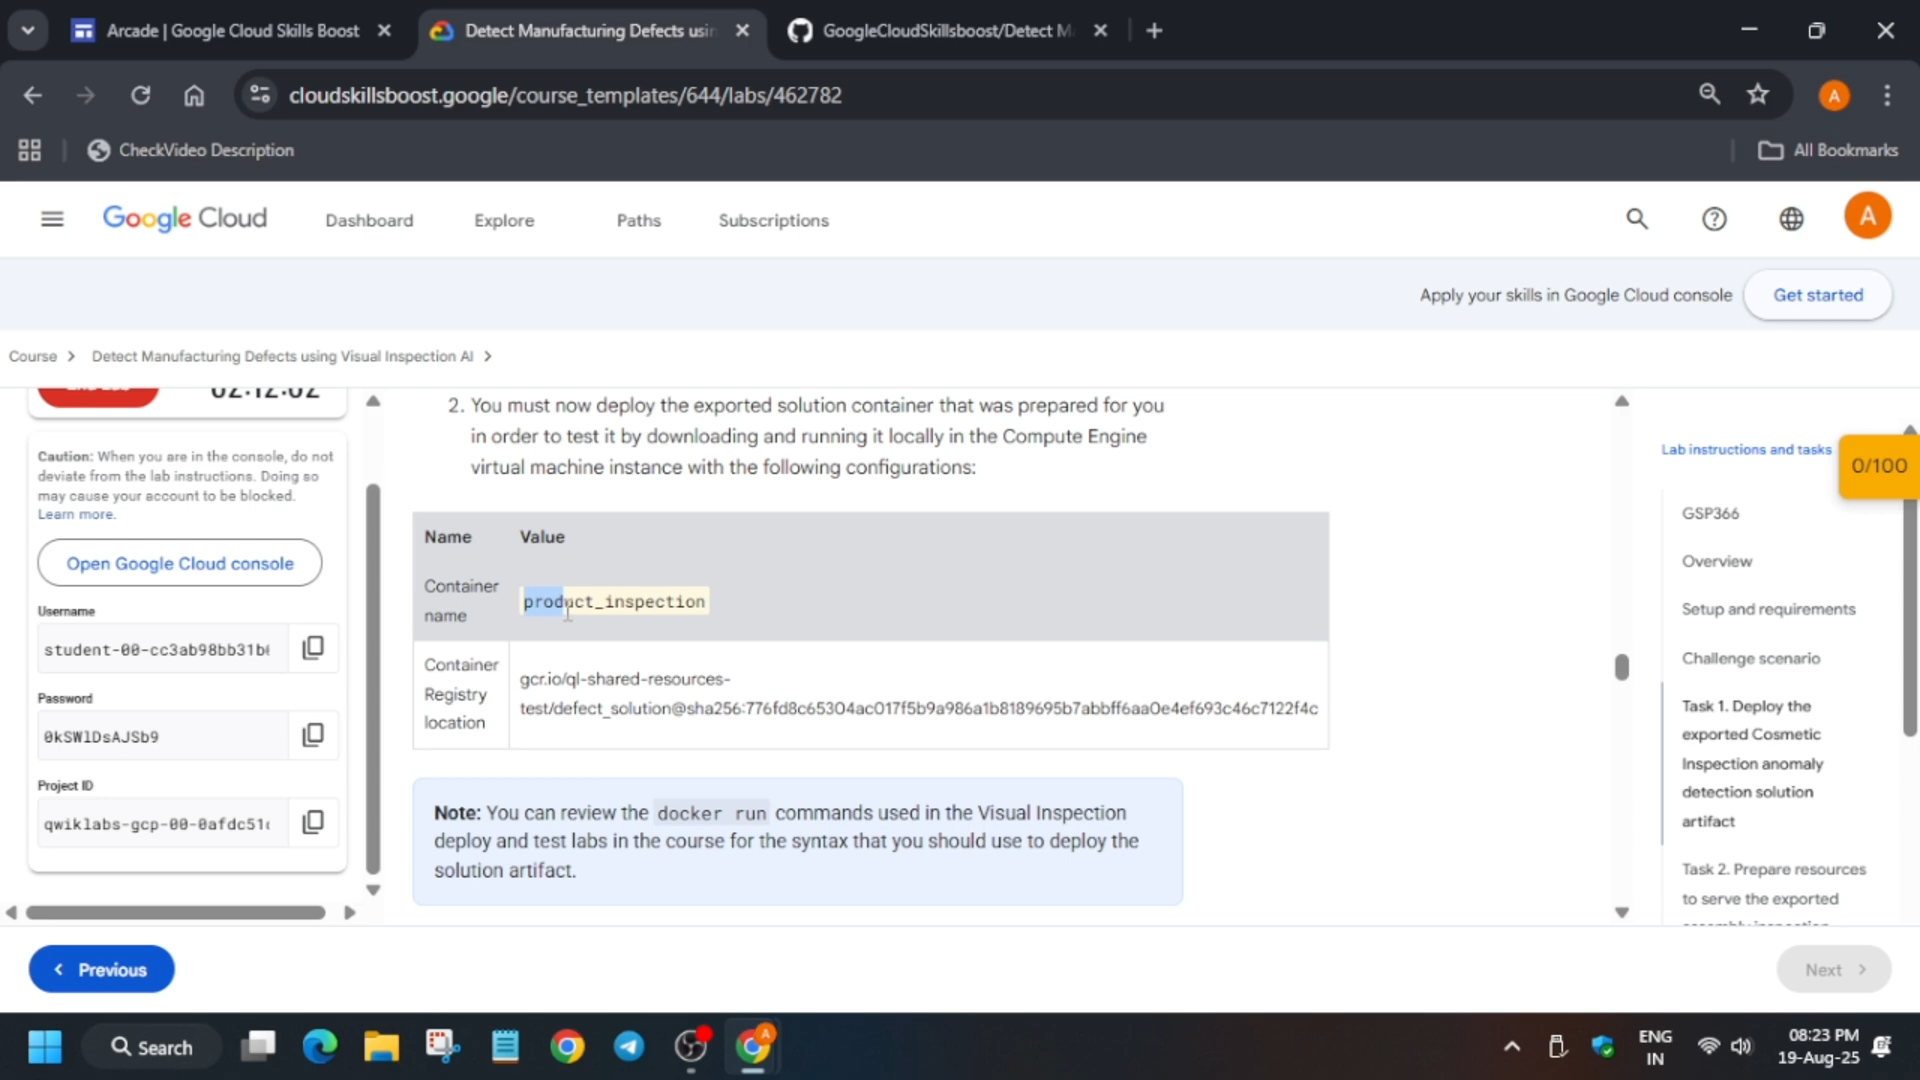 Arcade | Google Cloud Skills Boost
Detect Manufacturing Defects usin
GoogleCloudSkillsboost/Detect M
cloudskillsboost.google/course_templates/644/labs/462782
A
CheckVideo Description
All Bookmarks
Google Cloud
Dashboard
Explore
Paths
Subscriptions
A
Apply your skills in Google Cloud console
Get started
Course
Detect Manufacturing Defects using Visual Inspection AI
02:12:02
Caution: When you are in the console, do not
deviate from the lab instructions. Doing so
may cause your account to be blocked.
Learn more.
Open Google Cloud console
Username
student-00-cc3ab98bb31b
Password
0kSWlDsAJSb9
Project ID
qwiklabs-gcp-00-0afdc51
2. You must now deploy the exported solution container that was prepared for you
in order to test it by downloading and running it locally in the Compute Engine
virtual machine instance with the following configurations:
Name Value
Container
name
product_inspection
Container
Registry
location
gcr.io/ql-shared-resources-
test/defect_solution@sha256:776fd8c65304ac017f5b9a986a1b8189695b7abbff6aa0e4ef693c46c7122f4c
Note: You can review the docker run commands used in the Visual Inspection
deploy and test labs in the course for the syntax that you should use to deploy the
solution artifact.
Lab instructions and tasks
0/100
GSP366
Overview
Setup and requirements
Challenge scenario
Task 1. Deploy the
exported Cosmetic
Inspection anomaly
detection solution
artifact
Task 2. Prepare resources
to serve the exported
Previous
Next
Search
A
ENG
IN
08:23 PM
19-Aug-25